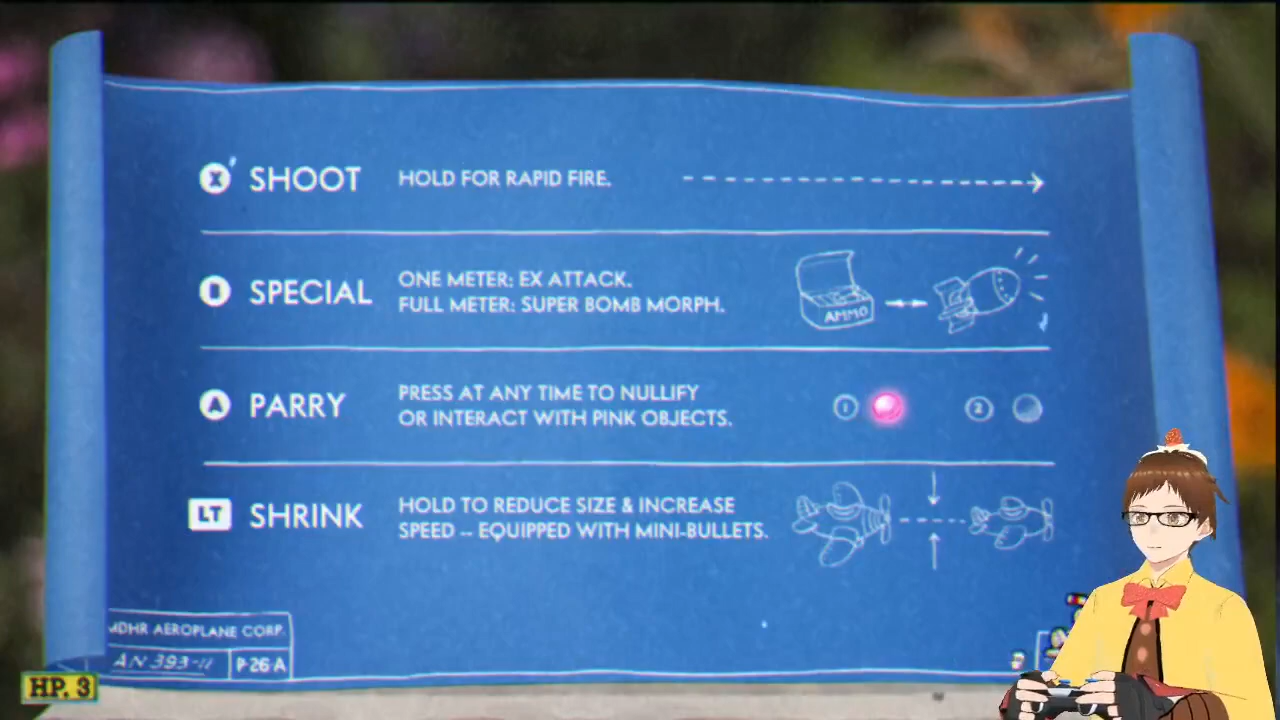 X SHOOT HOLD FOR RAPID FIRE.
B SPECIAL ONE METER: EX ATTACK.
FULL METER: SUPER BOMB MORPH.
AMMO
A PARRY PRESS AT ANY TIME TO NULLIFY
OR INTERACT WITH PINK OBJECTS.
1 2
LT SHRINK HOLD TO REDUCE SIZE & INCREASE
SPEED -- EQUIPPED WITH MINI-BULLETS.
MDHR AEROPLANE CORP.
AN 393-11 P-26-A
HP. 3